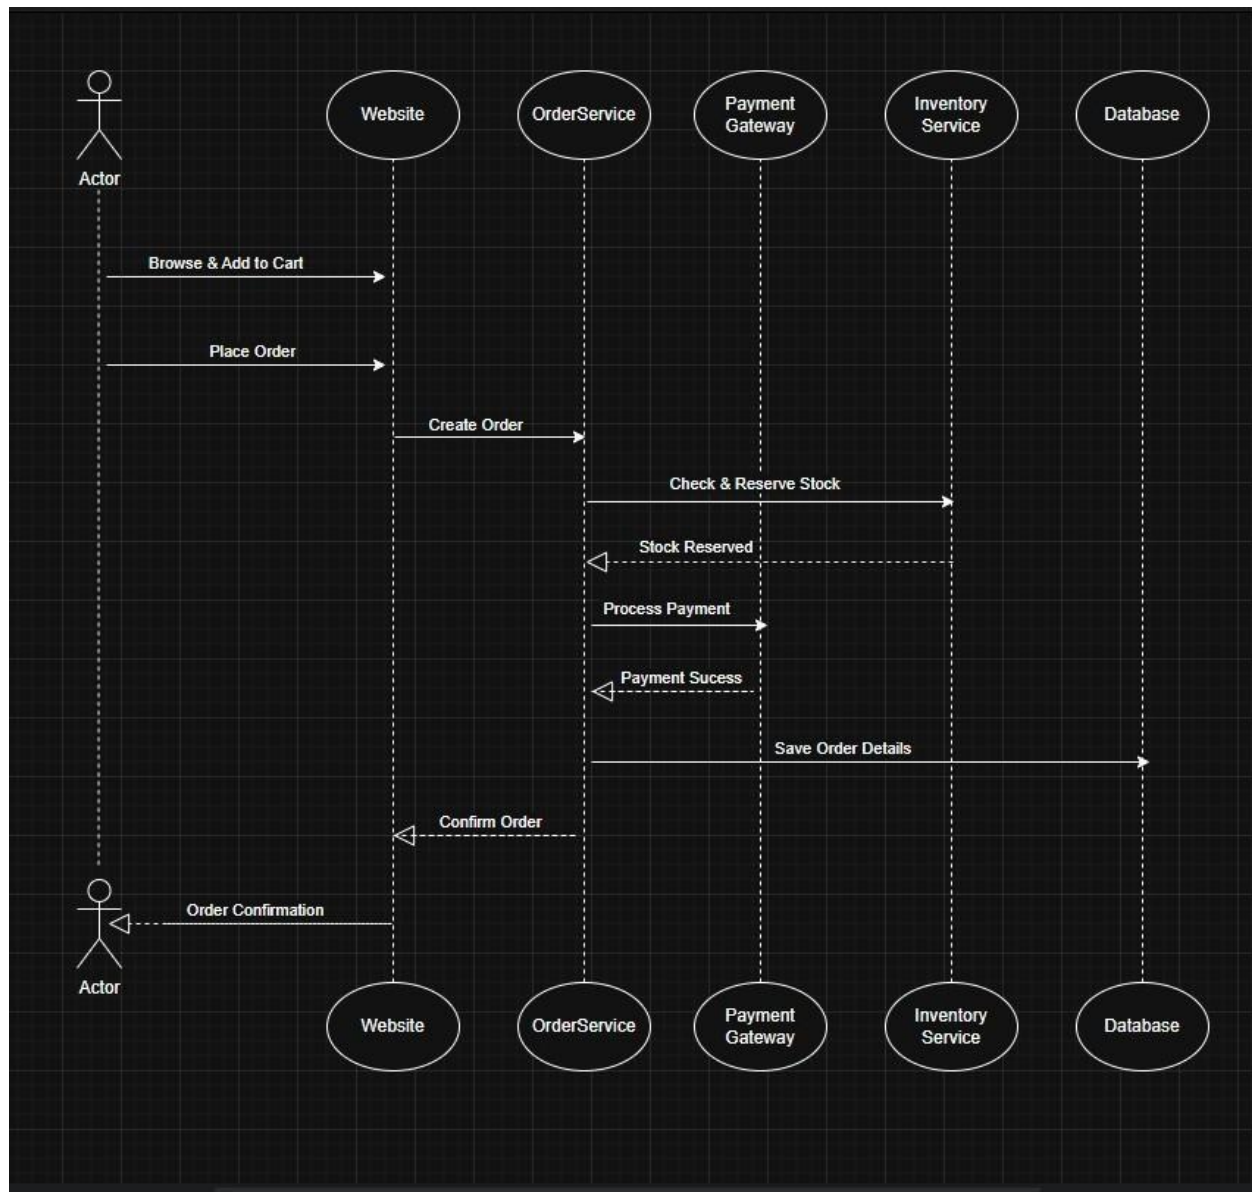 Website
OrderService
Payment
Gateway
Inventory
Service
Database
Actor
Browse & Add to Cart
Place Order
Create Order
Check & Reserve Stock
Stock Reserved
Process Payment
Payment Sucess
Save Order Details
Confirm Order
Order Confirmation
Actor
Website
OrderService
Payment
Gateway
Inventory
Service
Database